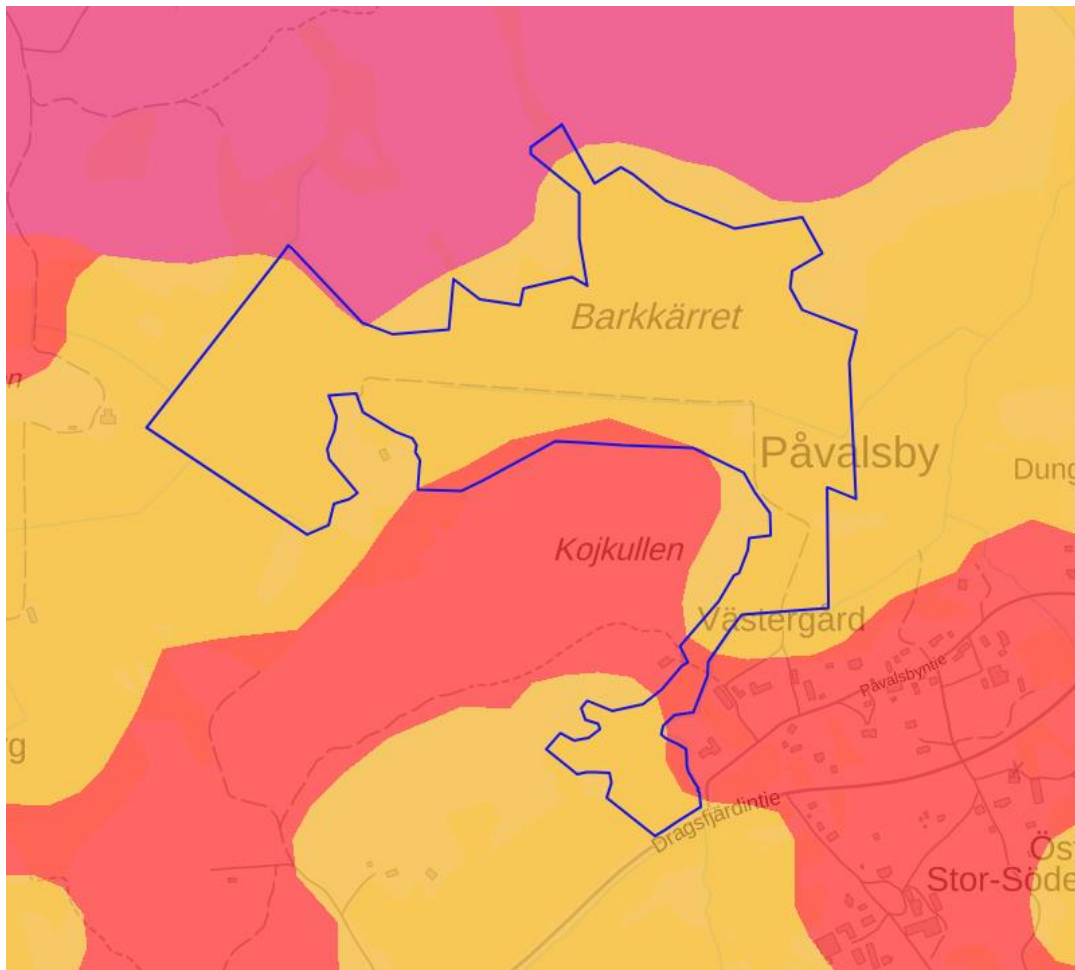 Barkkärret
n
Påvalsby
Dung
Kojkullen
Västergård
Påvalsbyntie
g
Dragsfjärdintie
Öst
Stor-Söde